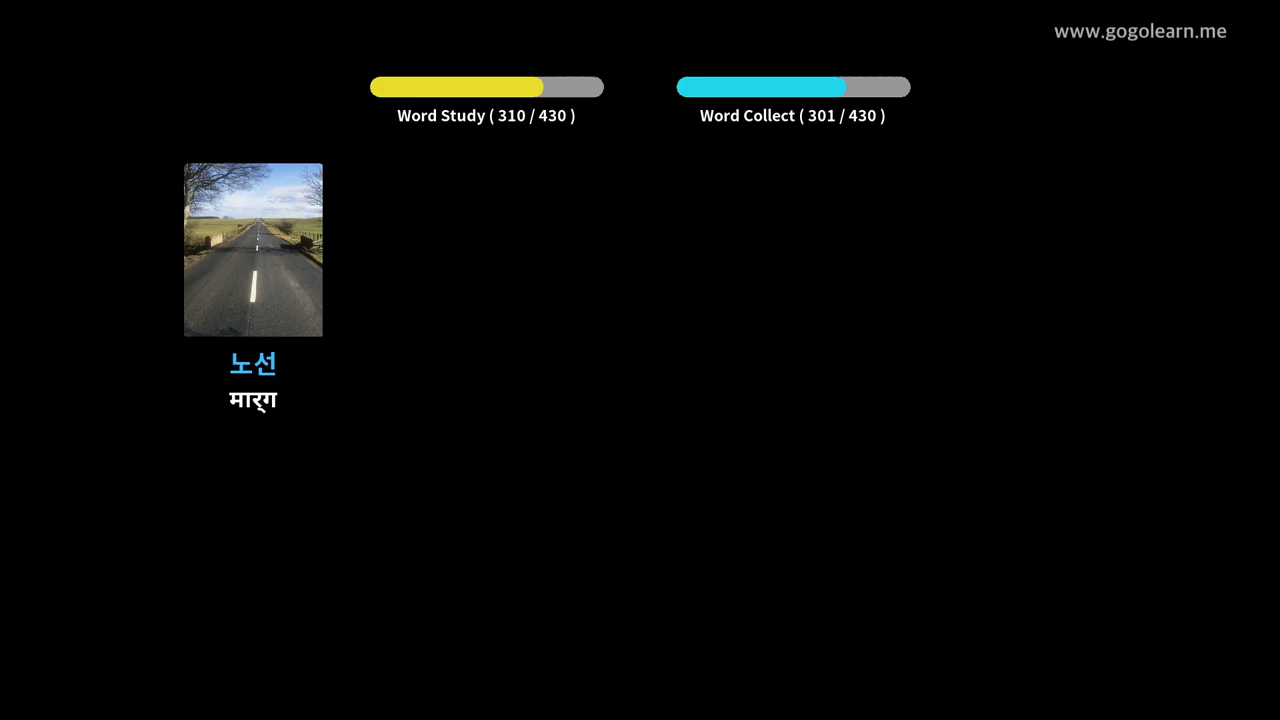 www.gogolearn.me
Word Study ( 310 / 430 )
Word Collect ( 301 / 430 )
노선
मार्‍ग